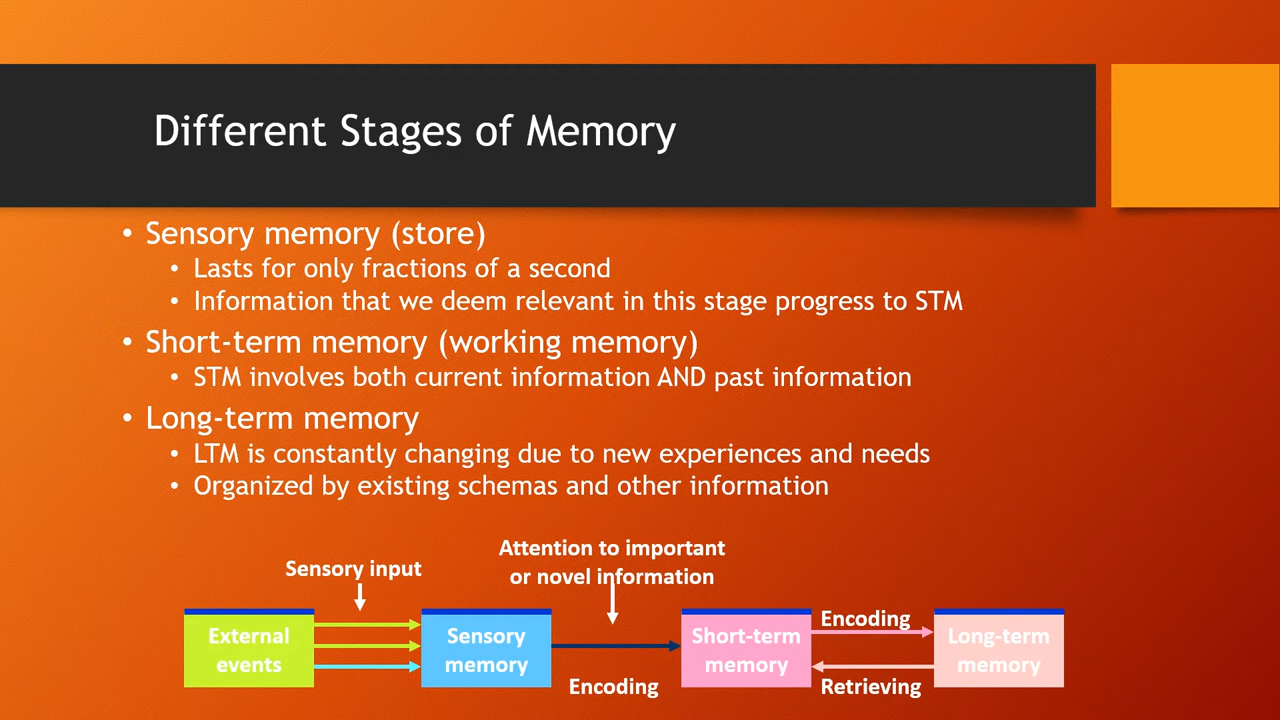 Different Stages of Memory
• Sensory memory (store)
• Lasts for only fractions of a second
• Information that we deem relevant in this stage progress to STM
• Short-term memory (working memory)
• STM involves both current information AND past information
• Long-term memory
• LTM is constantly changing due to new experiences and needs
• Organized by existing schemas and other information
Sensory input
Attention to important
or novel information
External
events
Sensory
memory
Encoding
Short-term
memory
Encoding
Retrieving
Long-term
memory